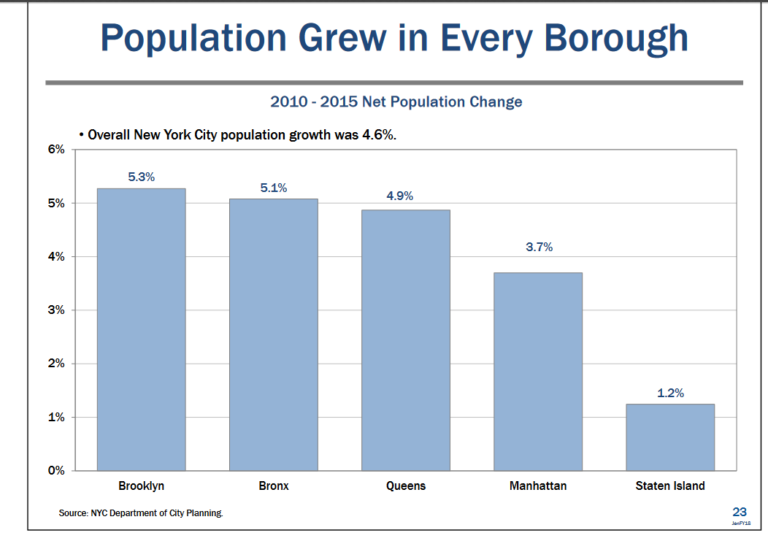 Population Grew in Every Borough
2010 - 2015 Net Population Change
• Overall New York City population growth was 4.6%.
6%
5%
4%
3%
2%
1%
0%
5.3%
5.1%
4.9%
3.7%
1.2%
Brooklyn
Bronx
Queens
Manhattan
Staten Island
Source: NYC Department of City Planning.
23